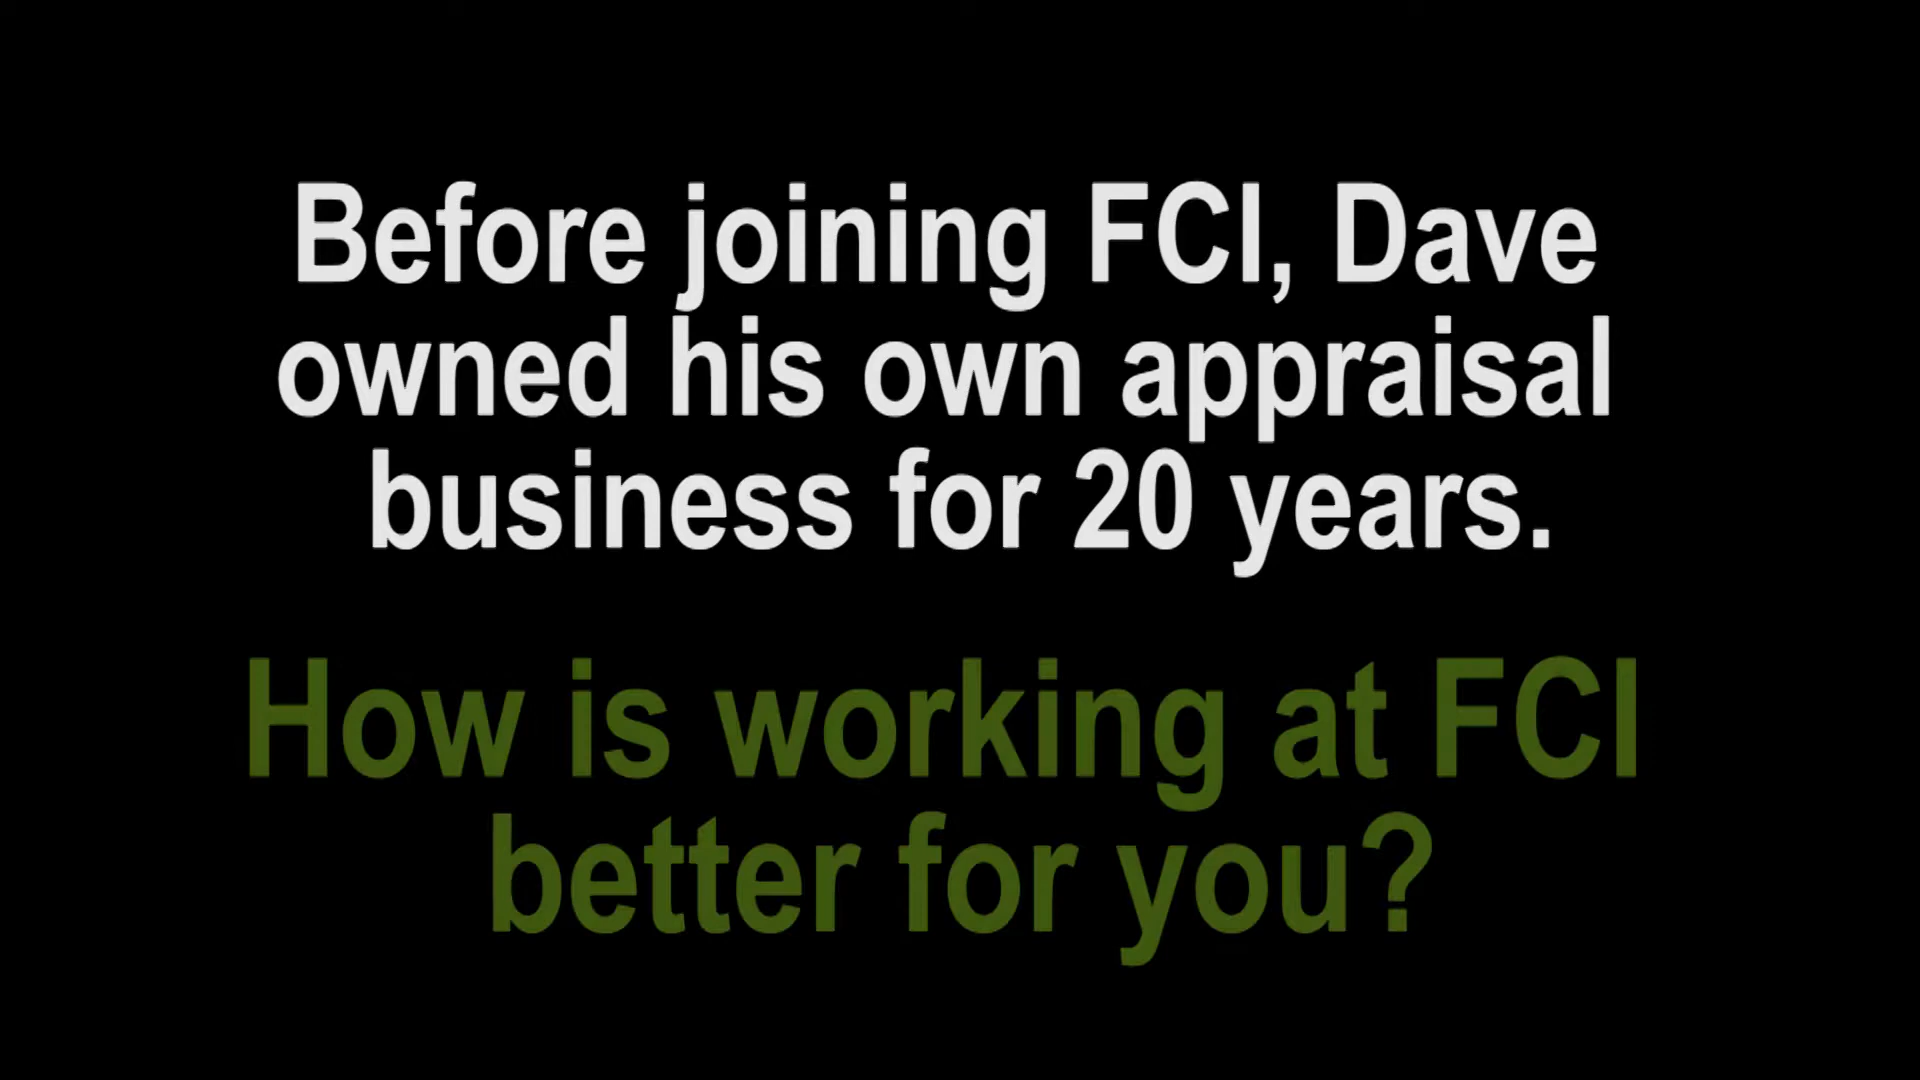 Before joining FCI, Dave
owned his own appraisal
business for 20 years.
How is working at FCI
better for you?